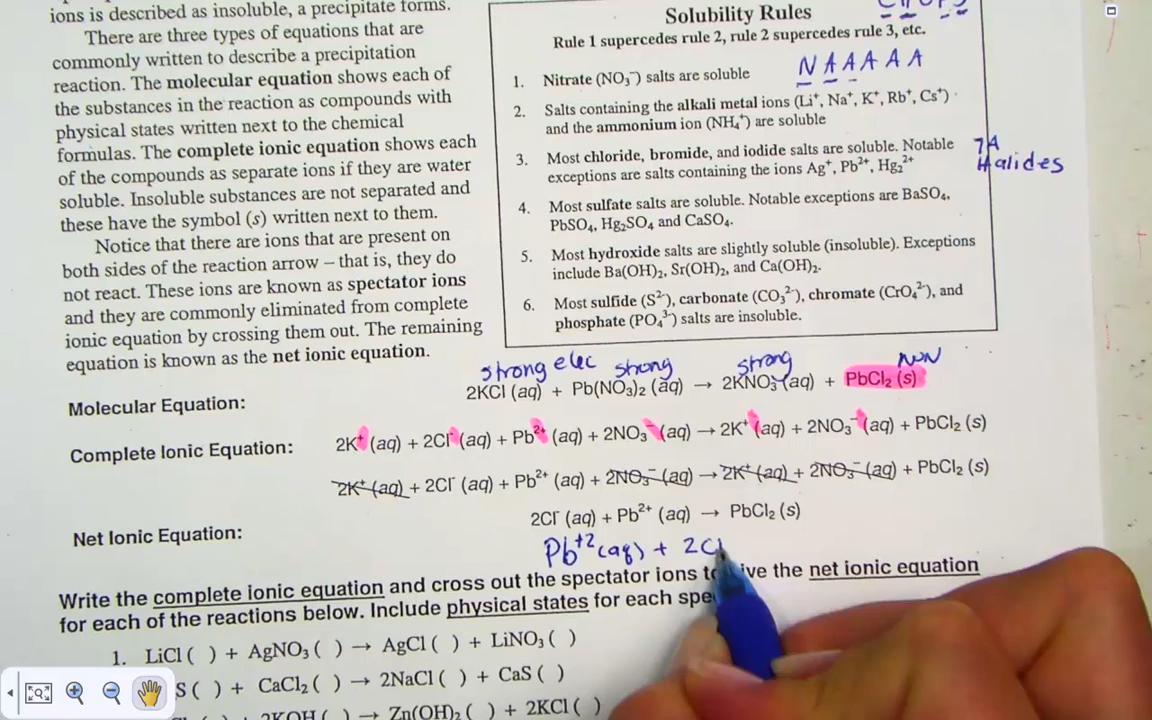 ions is described as insoluble, a precipitate forms.
There are three types of equations that are
commonly written to describe a precipitation
reaction. The molecular equation shows each of
the substances in the reaction as compounds with
physical states written next to the chemical
formulas. The complete ionic equation shows each
of the compounds as separate ions if they are water
soluble. Insoluble substances are not separated and
these have the symbol (s) written next to them.
Notice that there are ions that are present on
both sides of the reaction arrow – that is, they do
not react. These ions are known as spectator ions
and they are commonly eliminated from complete
ionic equation by crossing them out. The remaining
equation is known as the net ionic equation.
Solubility Rules
Rule 1 supercedes rule 2, rule 2 supercedes rule 3, etc.
NAAAAA
1. Nitrate (NO₃⁻) salts are soluble
2. Salts containing the alkali metal ions (Li⁺, Na⁺, K⁺, Rb⁺, Cs⁺)
and the ammonium ion (NH₄⁺) are soluble
3. Most chloride, bromide, and iodide salts are soluble. Notable
exceptions are salts containing the ions Ag⁺, Pb²⁺, Hg₂²⁺
7A
Halides
4. Most sulfate salts are soluble. Notable exceptions are BaSO₄,
PbSO₄, Hg₂SO₄ and CaSO₄.
5. Most hydroxide salts are slightly soluble (insoluble). Exceptions
include Ba(OH)₂, Sr(OH)₂, and Ca(OH)₂.
6. Most sulfide (S²⁻), carbonate (CO₃²⁻), chromate (CrO₄²⁻), and
phosphate (PO₄³⁻) salts are insoluble.
strong elec strong strong NON
Molecular Equation: 2KCl (aq) + Pb(NO₃)₂ (aq) → 2KNO₃ (aq) + PbCl₂ (s)
Complete Ionic Equation: 2K⁺ (aq) + 2Cl⁻ (aq) + Pb²⁺ (aq) + 2NO₃⁻ (aq) → 2K⁺ (aq) + 2NO₃⁻ (aq) + PbCl₂ (s)
2K⁺ (aq) + 2Cl⁻ (aq) + Pb²⁺ (aq) + 2NO₃⁻ (aq) → 2K⁺ (aq) + 2NO₃⁻ (aq) + PbCl₂ (s)
Net Ionic Equation: 2Cl⁻ (aq) + Pb²⁺ (aq) → PbCl₂ (s)
Pb⁺² (aq) + 2Cl
Write the complete ionic equation and cross out the spectator ions to give the net ionic equation
for each of the reactions below. Include physical states for each spe
1. LiCl ( ) + AgNO₃ ( ) → AgCl ( ) + LiNO₃ ( )
S ( ) + CaCl₂ ( ) → 2NaCl ( ) + CaS ( )
( ) + 2KOH ( ) → Zn(OH)₂ ( ) + 2KCl ( )